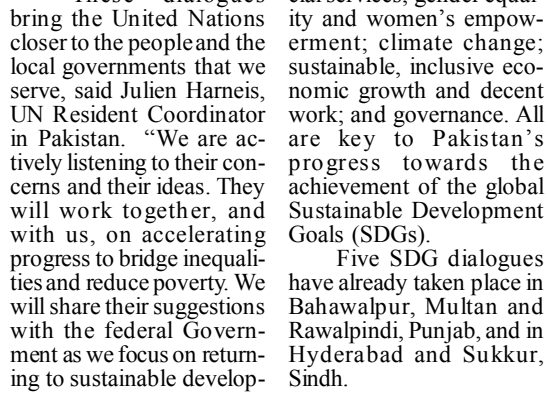 These dialogues
bring the United Nations
closer to the people and the
local governments that we
serve, said Julien Harneis,
UN Resident Coordinator
in Pakistan. “We are ac-
tively listening to their con-
cerns and their ideas. They
will work together, and
with us, on accelerating
progress to bridge inequali-
ties and reduce poverty. We
will share their suggestions
with the federal Govern-
ment as we focus on return-
ing to sustainable develop-
cial services; gender equal-
ity and women’s empow-
erment; climate change;
sustainable, inclusive eco-
nomic growth and decent
work; and governance. All
are key to Pakistan’s
progress towards the
achievement of the global
Sustainable Development
Goals (SDGs).
Five SDG dialogues
have already taken place in
Bahawalpur, Multan and
Rawalpindi, Punjab, and in
Hyderabad and Sukkur,
Sindh.